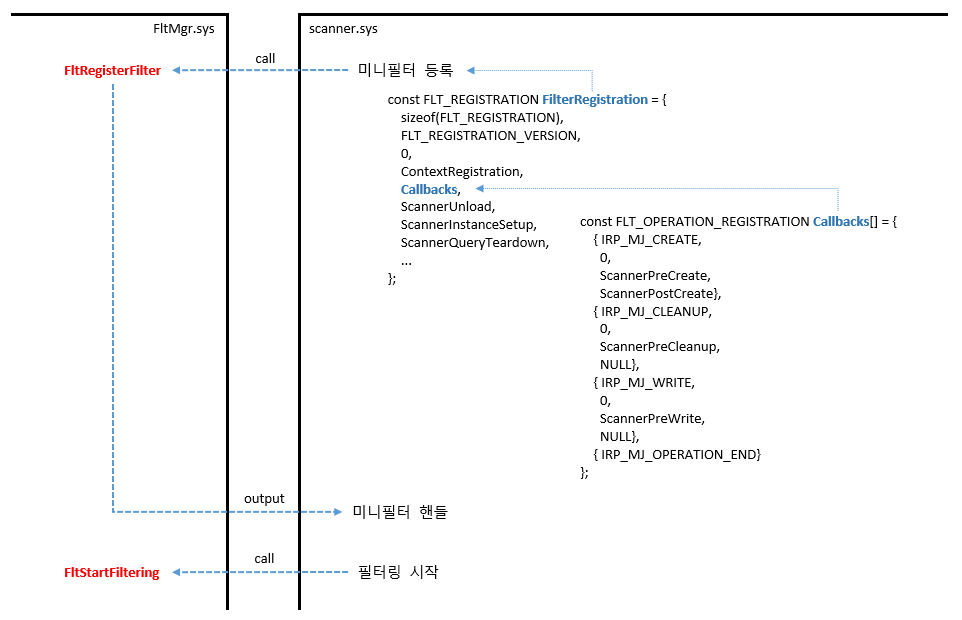 FltMgr.sys
scanner.sys
call
FltRegisterFilter
미니필터 등록
const FLT_REGISTRATION FilterRegistration = {
sizeof(FLT_REGISTRATION),
FLT_REGISTRATION_VERSION,
0,
ContextRegistration,
Callbacks,
ScannerUnload,
ScannerInstanceSetup,
ScannerQueryTeardown,
...
};
const FLT_OPERATION_REGISTRATION Callbacks[] = {
{ IRP_MJ_CREATE,
0,
ScannerPreCreate,
ScannerPostCreate},
{ IRP_MJ_CLEANUP,
0,
ScannerPreCleanup,
NULL},
{ IRP_MJ_WRITE,
0,
ScannerPreWrite,
NULL},
{ IRP_MJ_OPERATION_END}
};
output
미니필터 핸들
call
FltStartFiltering
필터링 시작